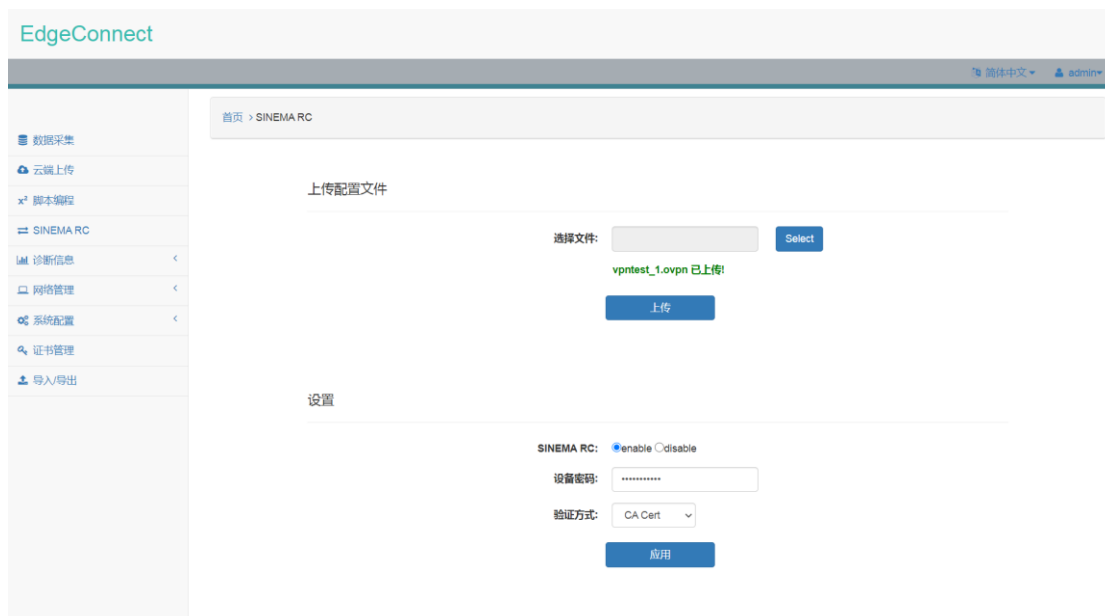 EdgeConnect
简体中文 admin
首页 > SINEMA RC
数据采集
云端上传
脚本编程
SINEMA RC
诊断信息
网络管理
系统配置
证书管理
导入/导出
上传配置文件
选择文件: Select
vpntest_1.ovpn 已上传!
上传
设置
SINEMA RC: enable disable
设备密码: ***********
验证方式: CA Cert
应用